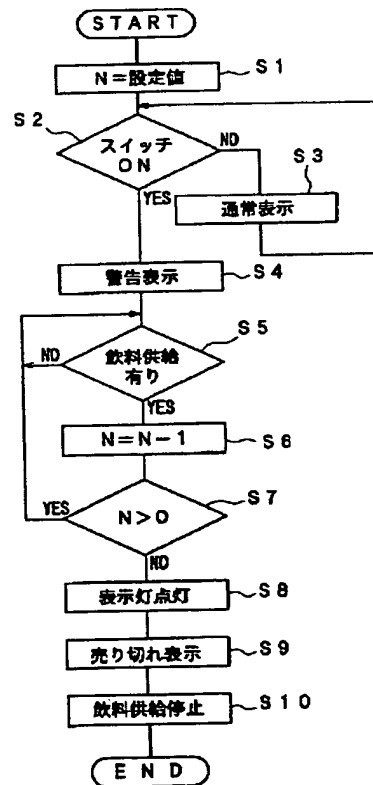 START
N=設定値
S1
S2
スイッチ
ON
NO
YES
S3
通常表示
警告表示
S4
S5
飲料供給
有り
NO
YES
N=N-1
S6
S7
N>0
YES
NO
表示灯点灯
S8
売り切れ表示
S9
飲料供給停止
S10
END